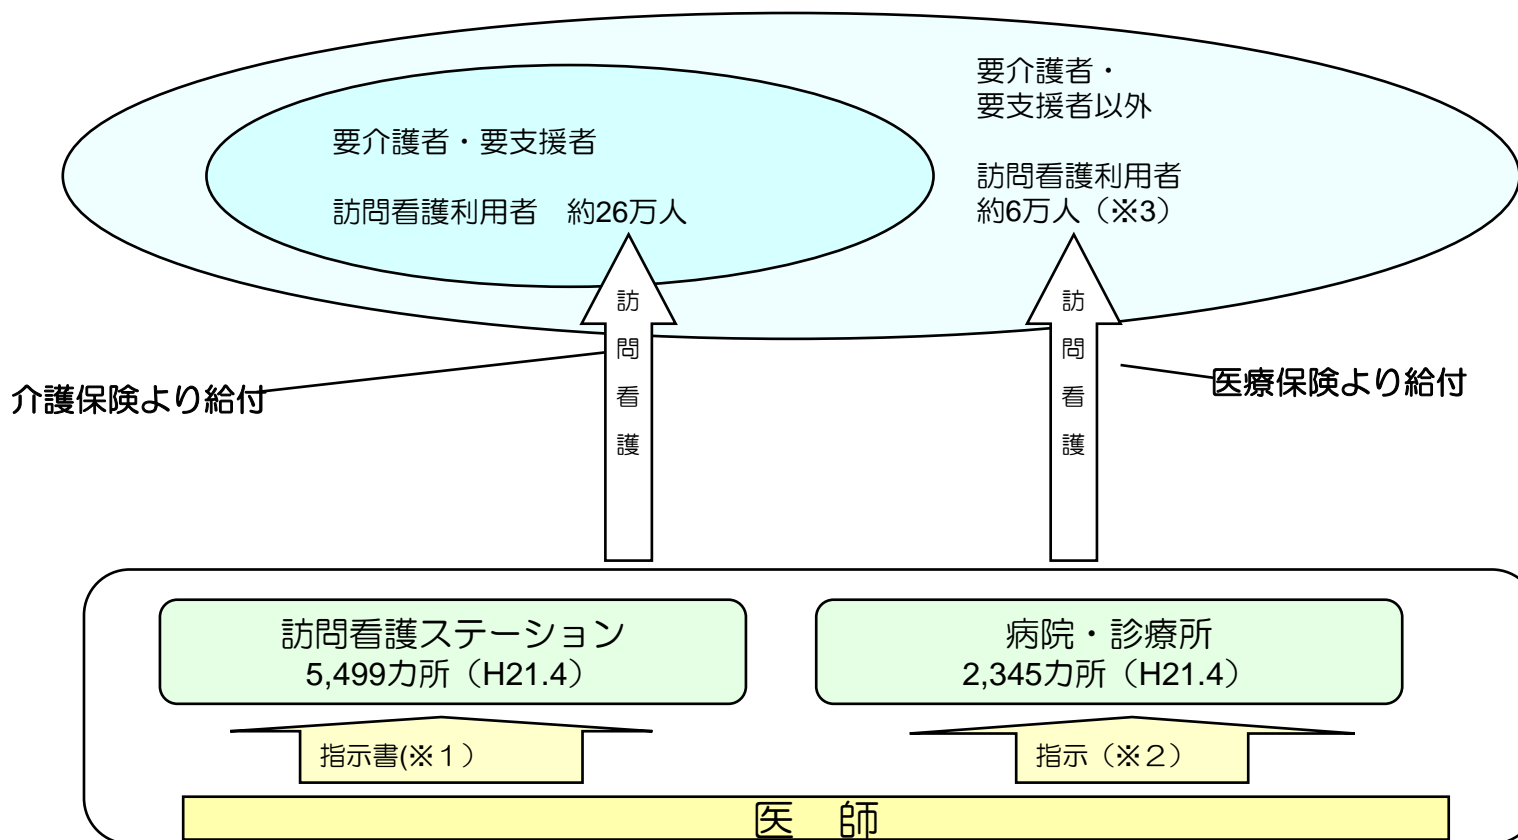 要介護者・
要支援者以外
要介護者・要支援者
訪問看護利用者
約6万人（※3）
訪問看護利用者　約26万人
訪問看護
訪問看護
介護保険より給付
医療保険より給付
訪問看護ステーション
5,499カ所（H21.4）
病院・診療所
2,345カ所（H21.4）
指示書(※１）
指示（※２）
医　師